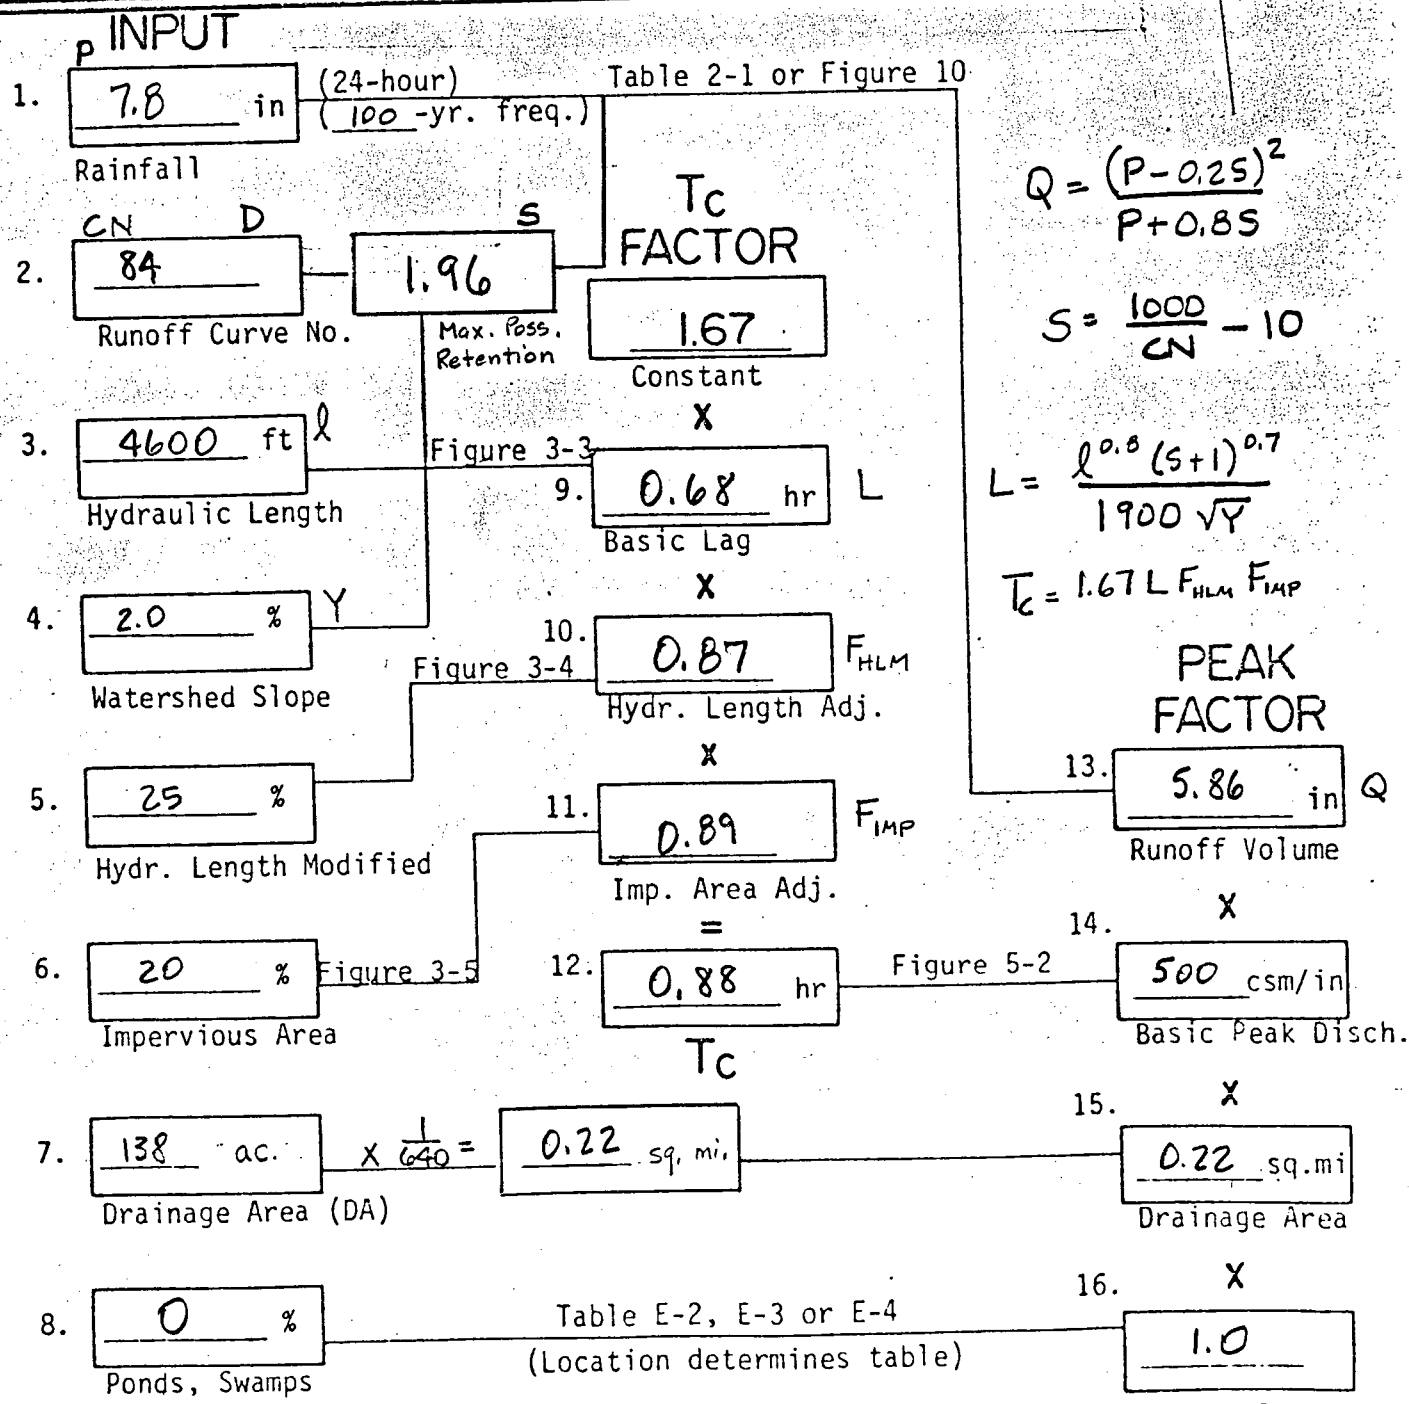 P INPUT
1. 7.8 in (24-hour) Table 2-1 or Figure 10
(100-yr. freq.)
Rainfall
Q = (P-0.2S)²
P+0.8S
CN D S
2. 84 1.96
Runoff Curve No. Max. Poss. Retention
Tc
FACTOR
1.67
Constant
S = 1000
CN - 10
X
3. 4600 ft l Figure 3-3
Hydraulic Length
9. 0.68 hr L
Basic Lag
L = l^0.8 (S+1)^0.7
1900 √Y
X
Tc = 1.67 L F_HLM F_IMP
4. 2.0 % Y
Watershed Slope
Figure 3-4
10. 0.87 F_HLM
Hydr. Length Adj.
PEAK
FACTOR
X
5. 25 %
Hydr. Length Modified
11. 0.89 F_IMP
Imp. Area Adj.
13. 5.86 in Q
Runoff Volume
=
X
6. 20 % Figure 3-5
Impervious Area
12. 0.88 hr Figure 5-2
Tc
14. 500 csm/in
Basic Peak Disch.
X
7. 138 ac. X 1/640 = 0.22 sq. mi.
Drainage Area (DA)
15. 0.22 sq.mi
Drainage Area
X
8. 0 % Table E-2, E-3 or E-4
(Location determines table)
Ponds, Swamps
16. 1.0